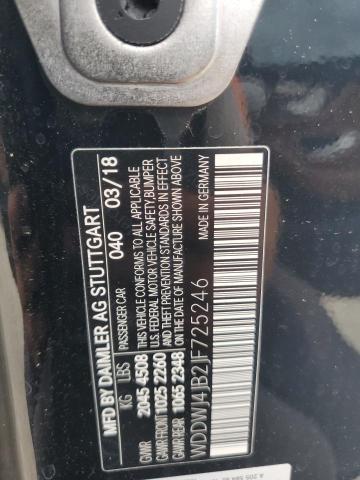 MFD BY DAIMLER AG STUTTGART
040 03/18
PASSENGER CAR
KG LBS
GVWR 2045 4508
GAWR FRONT 1025 2260
GAWR REAR 1065 2348
THIS VEHICLE CONFORMS TO ALL APPLICABLE
U.S. FEDERAL MOTOR VEHICLE SAFETY, BUMPER
AND THEFT PREVENTION STANDARDS IN EFFECT
ON THE DATE OF MANUFACTURE SHOWN ABOVE
MADE IN GERMANY
WDDWJ4JB2JF725246
A 205 584